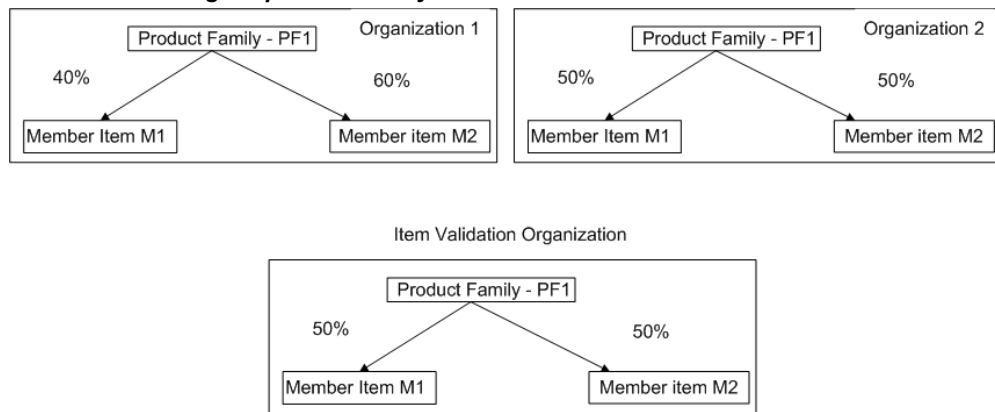 Organization 1
Product Family - PF1
40%
60%
Member Item M1
Member item M2
Organization 2
Product Family - PF1
50%
50%
Member Item M1
Member item M2
Item Validation Organization
Product Family - PF1
50%
50%
Member Item M1
Member item M2